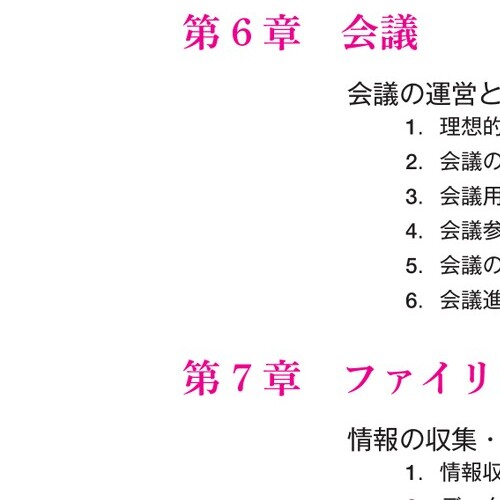 第6章 会議
会議の運営と
1. 理想的
2. 会議の
3. 会議用
4. 会議参
5. 会議の
6. 会議進
第7章 ファイリ
情報の収集・
1. 情報収